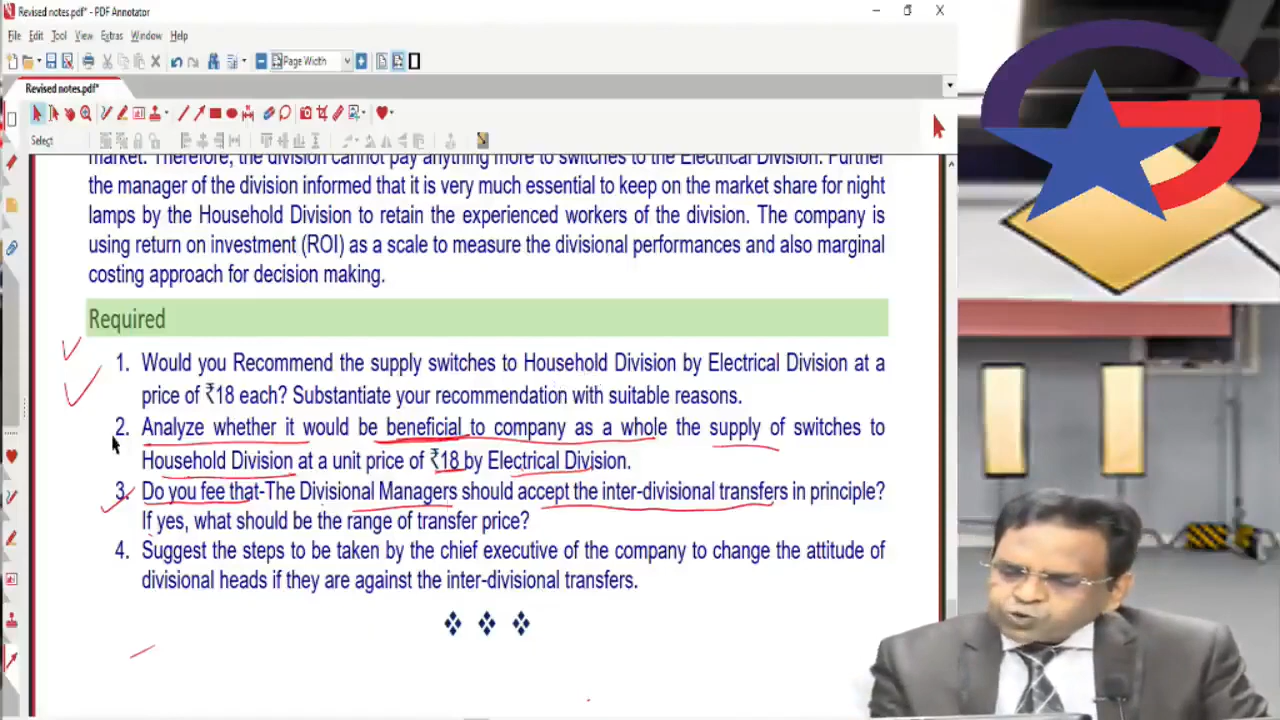 Revised notes.pdf* - PDF Annotator
File Edit Tool View Extras Window Help
Page Width
Revised notes.pdf*
Select
market. Therefore, the division cannot pay anything more to switches to the Electrical Division. Further
the manager of the division informed that it is very much essential to keep on the market share for night
lamps by the Household Division to retain the experienced workers of the division. The company is
using return on investment (ROI) as a scale to measure the divisional performances and also marginal
costing approach for decision making.
Required
1. Would you Recommend the supply switches to Household Division by Electrical Division at a
price of ₹18 each? Substantiate your recommendation with suitable reasons.
2. Analyze whether it would be beneficial to company as a whole the supply of switches to
Household Division at a unit price of ₹18 by Electrical Division.
3. Do you fee that-The Divisional Managers should accept the inter-divisional transfers in principle?
If yes, what should be the range of transfer price?
4. Suggest the steps to be taken by the chief executive of the company to change the attitude of
divisional heads if they are against the inter-divisional transfers.